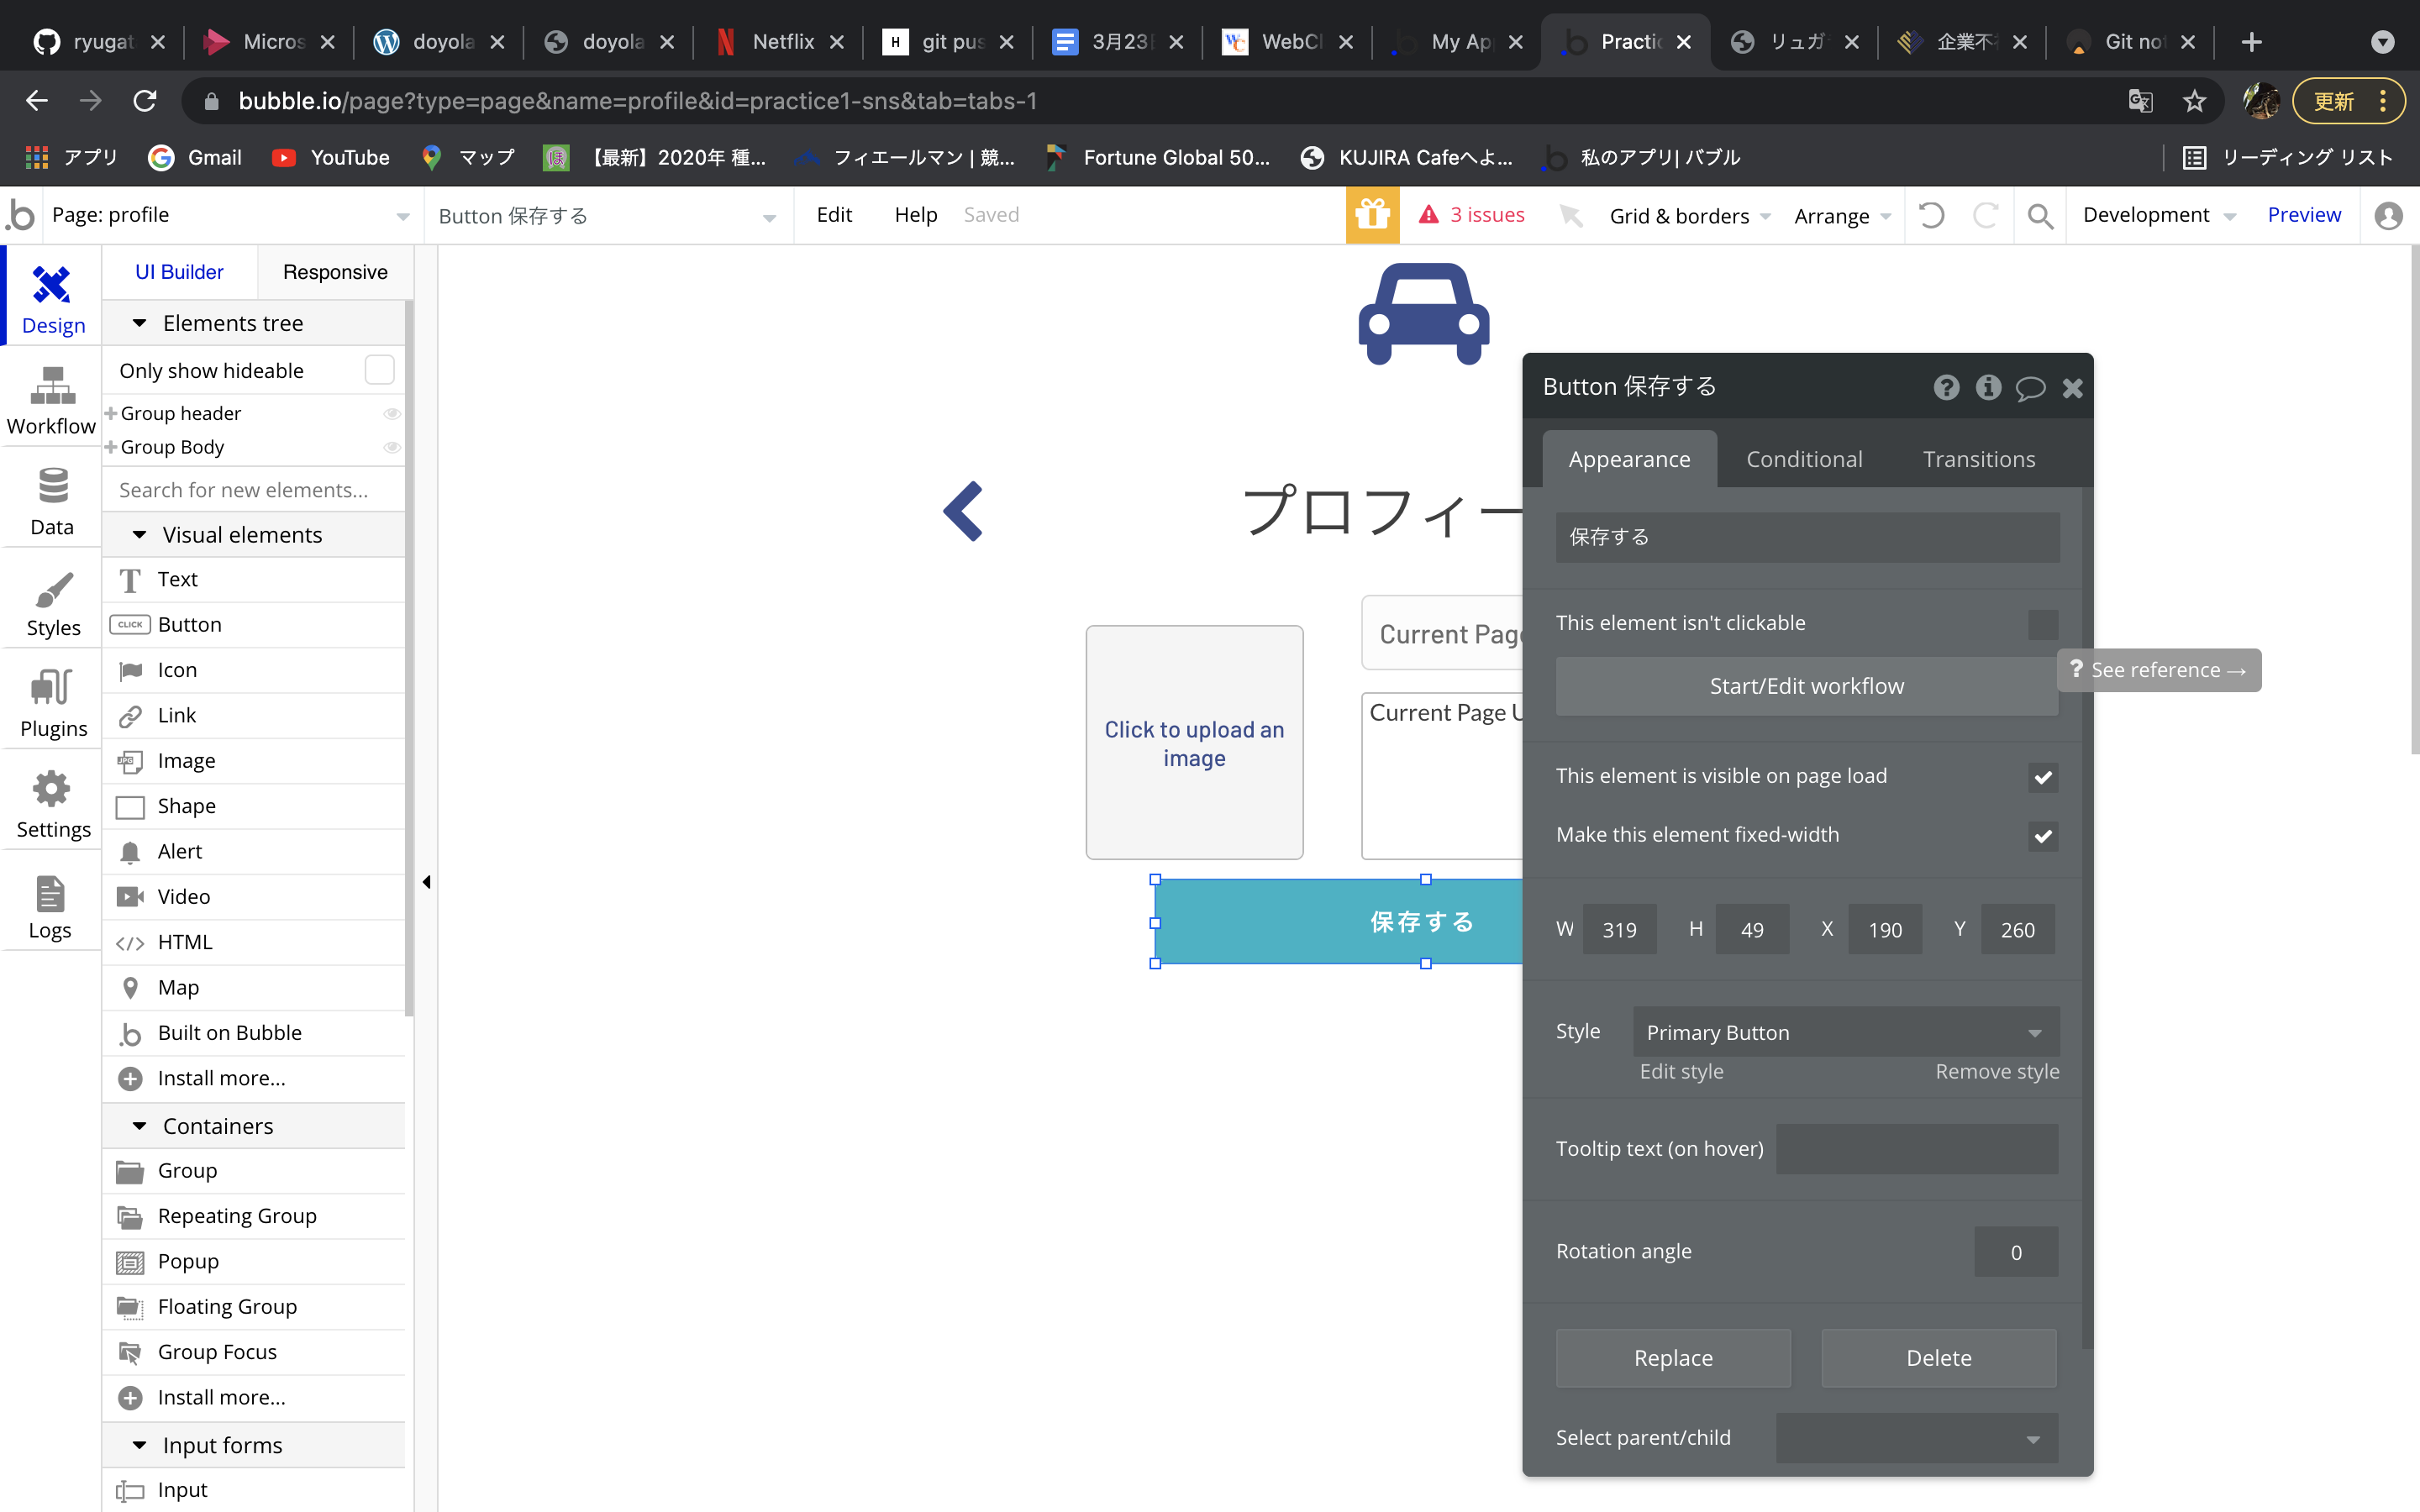 ryugat
Micros
doyola
doyola
Netflix
H git pus
3月23日
WebCl
My Ap
Practic
リュガ
企業不
Git not
bubble.io/page?type=page&name=profile&id=practice1-sns&tab=tabs-1
更新
アプリ
Gmail
YouTube
マップ
【最新】2020年 種...
フィエールマン | 競...
Fortune Global 50...
KUJIRA Cafeへよ...
私のアプリ| バブル
リーディング リスト
Page: profile
Button 保存する
Edit
Help
Saved
3 issues
Grid & borders
Arrange
Development
Preview
Design
Workflow
Data
Styles
Plugins
Settings
Logs
UI Builder
Responsive
Elements tree
Only show hideable
Group header
Group Body
Search for new elements...
Visual elements
Text
CLICK Button
Icon
Link
JPG Image
Shape
Alert
Video
HTML
Map
Built on Bubble
Install more...
Containers
Group
Repeating Group
Popup
Floating Group
Group Focus
Install more...
Input forms
Input
プロフィー
Click to upload an
image
Current Page
Current Page U
保存する
Button 保存する
Appearance
Conditional
Transitions
保存する
This element isn't clickable
Start/Edit workflow
? See reference →
This element is visible on page load
Make this element fixed-width
W 319 H 49 X 190 Y 260
Style Primary Button
Edit style
Remove style
Tooltip text (on hover)
Rotation angle 0
Replace
Delete
Select parent/child